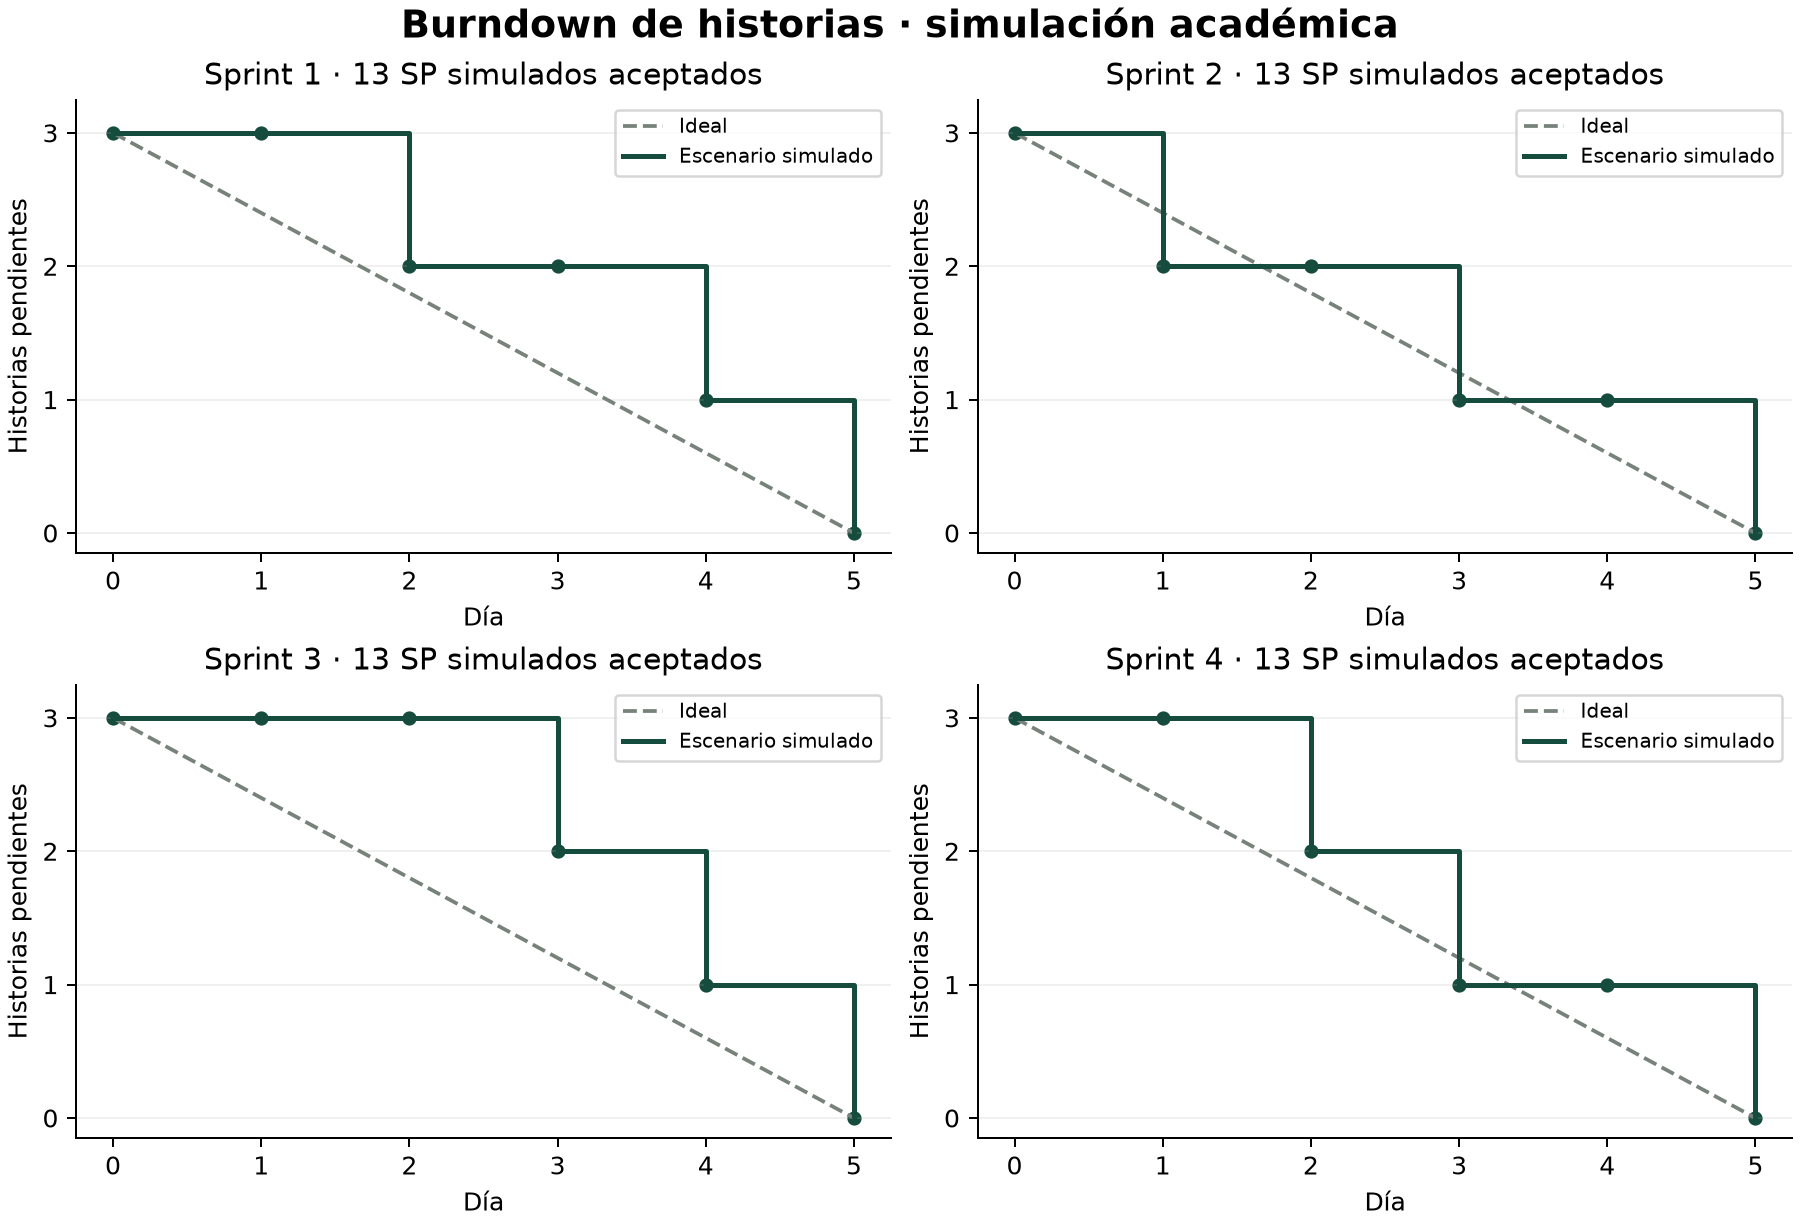 Burndown de historias · simulación académica
Sprint 1 · 13 SP simulados aceptados
Historias pendientes
3
2
1
0
Ideal
Escenario simulado
0 1 2 3 4 5
Día
Sprint 2 · 13 SP simulados aceptados
Historias pendientes
3
2
1
0
Ideal
Escenario simulado
0 1 2 3 4 5
Día
Sprint 3 · 13 SP simulados aceptados
Historias pendientes
3
2
1
0
Ideal
Escenario simulado
0 1 2 3 4 5
Día
Sprint 4 · 13 SP simulados aceptados
Historias pendientes
3
2
1
0
Ideal
Escenario simulado
0 1 2 3 4 5
Día